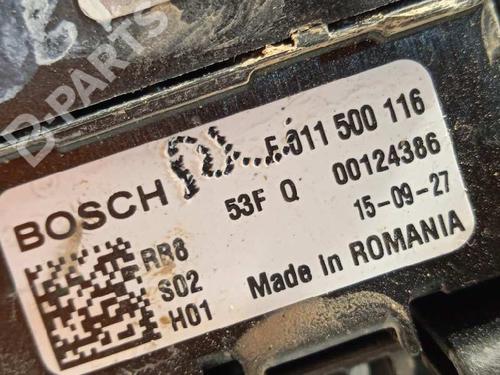 B-PARTS
BOSCH F 011 500 116
53F Q 00124386
15-09-27
RR8
S02
H01
Made in ROMANIA